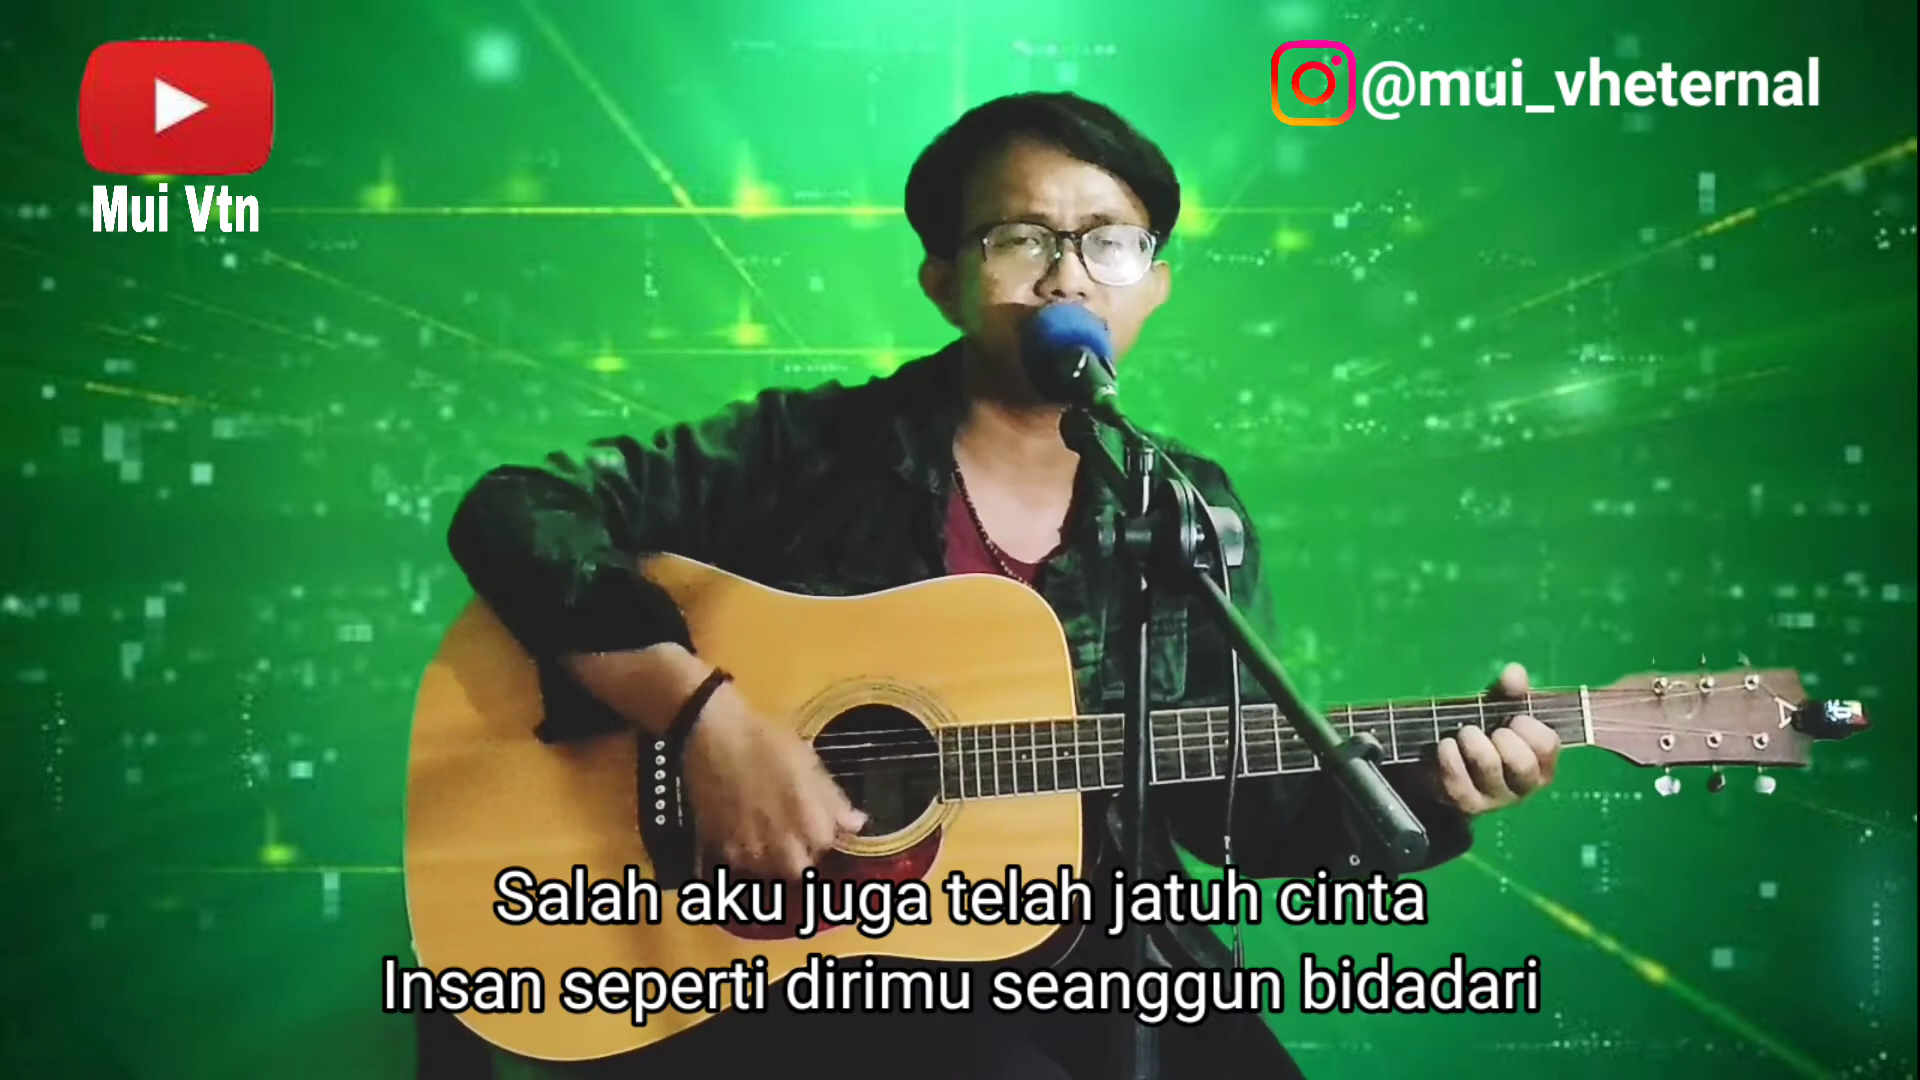 @mui_vheternal
Mui Vtn
Salah aku juga telah jatuh cinta
Insan seperti dirimu seanggun bidadari